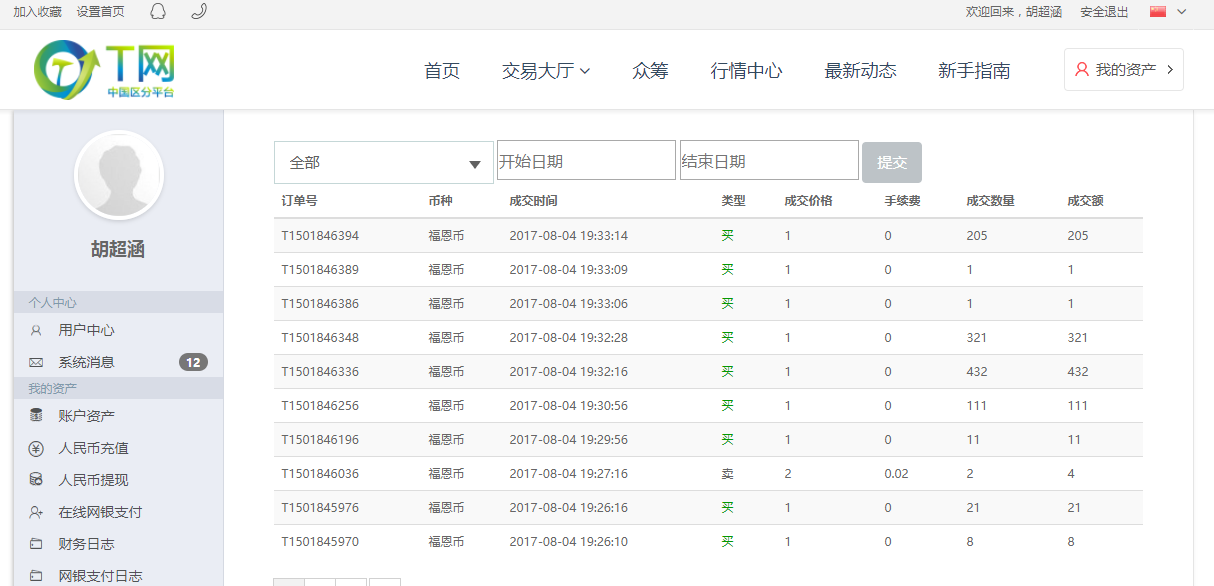 加入收藏 设置首页 欢迎回来，胡超涵 安全退出
T网
中国区分平台
首页 交易大厅 众筹 行情中心 最新动态 新手指南 我的资产
胡超涵
个人中心
用户中心
系统消息 12
我的资产
账户资产
人民币充值
人民币提现
在线网银支付
财务日志
网银支付日志
全部 开始日期 结束日期 提交
订单号 币种 成交时间 类型 成交价格 手续费 成交数量 成交额
T1501846394 福恩币 2017-08-04 19:33:14 买 1 0 205 205
T1501846389 福恩币 2017-08-04 19:33:09 买 1 0 1 1
T1501846386 福恩币 2017-08-04 19:33:06 买 1 0 1 1
T1501846348 福恩币 2017-08-04 19:32:28 买 1 0 321 321
T1501846336 福恩币 2017-08-04 19:32:16 买 1 0 432 432
T1501846256 福恩币 2017-08-04 19:30:56 买 1 0 111 111
T1501846196 福恩币 2017-08-04 19:29:56 买 1 0 11 11
T1501846036 福恩币 2017-08-04 19:27:16 卖 2 0.02 2 4
T1501845976 福恩币 2017-08-04 19:26:16 买 1 0 21 21
T1501845970 福恩币 2017-08-04 19:26:10 买 1 0 8 8